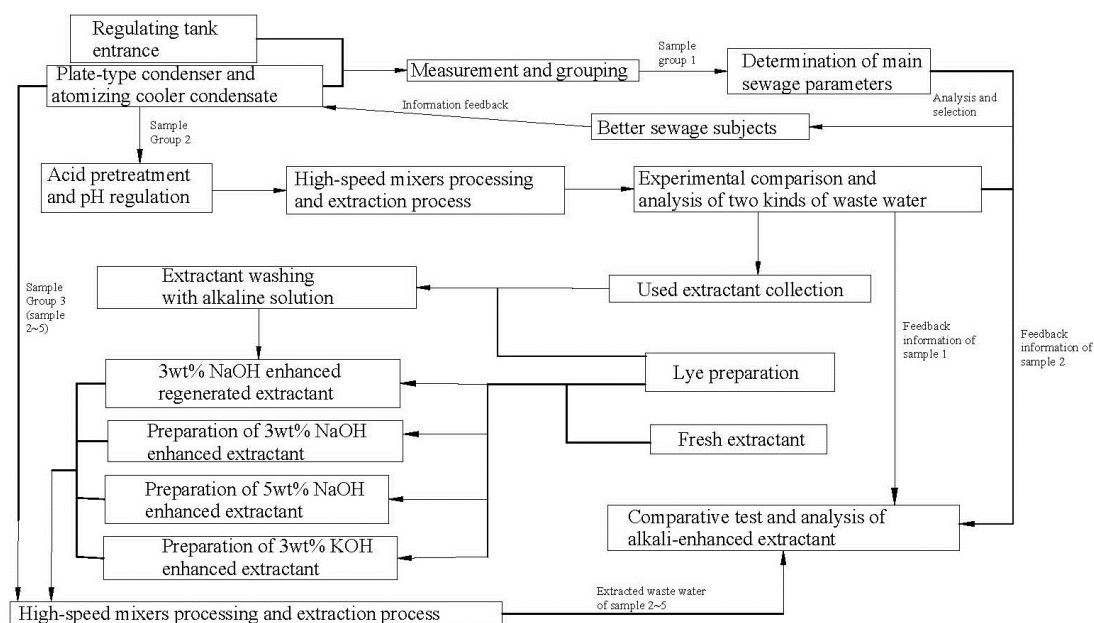 Regulating tank
entrance
Plate-type condenser and
atomizing cooler condensate
Measurement and grouping
Sample
group 1
Determination of main
sewage parameters
Analysis and
selection
Information feedback
Better sewage subjects
Sample
Group 2
Acid pretreatment
and pH regulation
High-speed mixers processing
and extraction process
Experimental comparison and
analysis of two kinds of waste water
Extractant washing
with alkaline solution
Used extractant collection
Sample
Group 3
(sample
2~5)
Feedback
information of
sample 1
Feedback
information of
sample 2
3wt% NaOH enhanced
regenerated extractant
Lye preparation
Preparation of 3wt% NaOH
enhanced extractant
Fresh extractant
Preparation of 5wt% NaOH
enhanced extractant
Comparative test and analysis of
alkali-enhanced extractant
Preparation of 3wt% KOH
enhanced extractant
Extracted waste water
of sample 2~5
High-speed mixers processing and extraction process